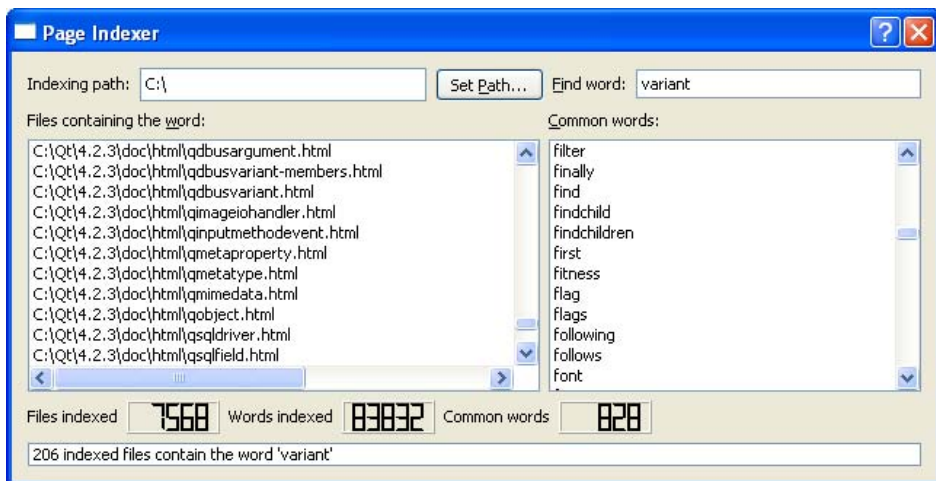 Page Indexer
Indexing path: C:\ Set Path... Find word: variant
Files containing the word:
C:\Qt\4.2.3\doc\html\qdbusargument.html
C:\Qt\4.2.3\doc\html\qdbusvariant-members.html
C:\Qt\4.2.3\doc\html\qdbusvariant.html
C:\Qt\4.2.3\doc\html\qimageiohandler.html
C:\Qt\4.2.3\doc\html\qinputmethodevent.html
C:\Qt\4.2.3\doc\html\qmetaproperty.html
C:\Qt\4.2.3\doc\html\qmetatype.html
C:\Qt\4.2.3\doc\html\qmimedata.html
C:\Qt\4.2.3\doc\html\qobject.html
C:\Qt\4.2.3\doc\html\qsqldriver.html
C:\Qt\4.2.3\doc\html\qsqlfield.html
Common words:
filter
finally
find
findchild
findchildren
first
fitness
flag
flags
following
follows
font
Files indexed 7568 Words indexed 83832 Common words 828
206 indexed files contain the word 'variant'